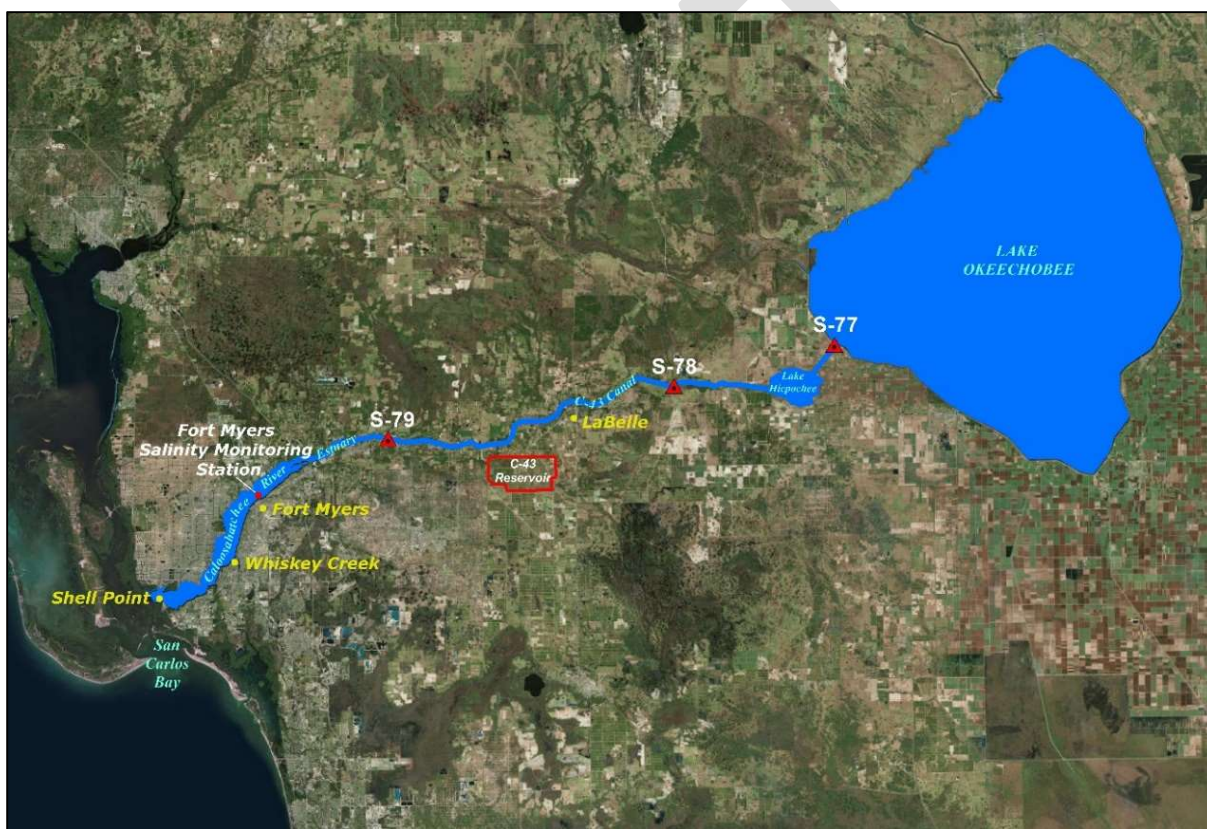 LAKE
OKEECHOBEE
S-77
S-78
Lake
Hicpochee
C-43 Canal
LaBelle
S-79
C-43
Reservoir
Fort Myers
Salinity Monitoring
Station
Caloosahatchee River Estuary
Fort Myers
Whiskey Creek
Shell Point
San
Carlos
Bay